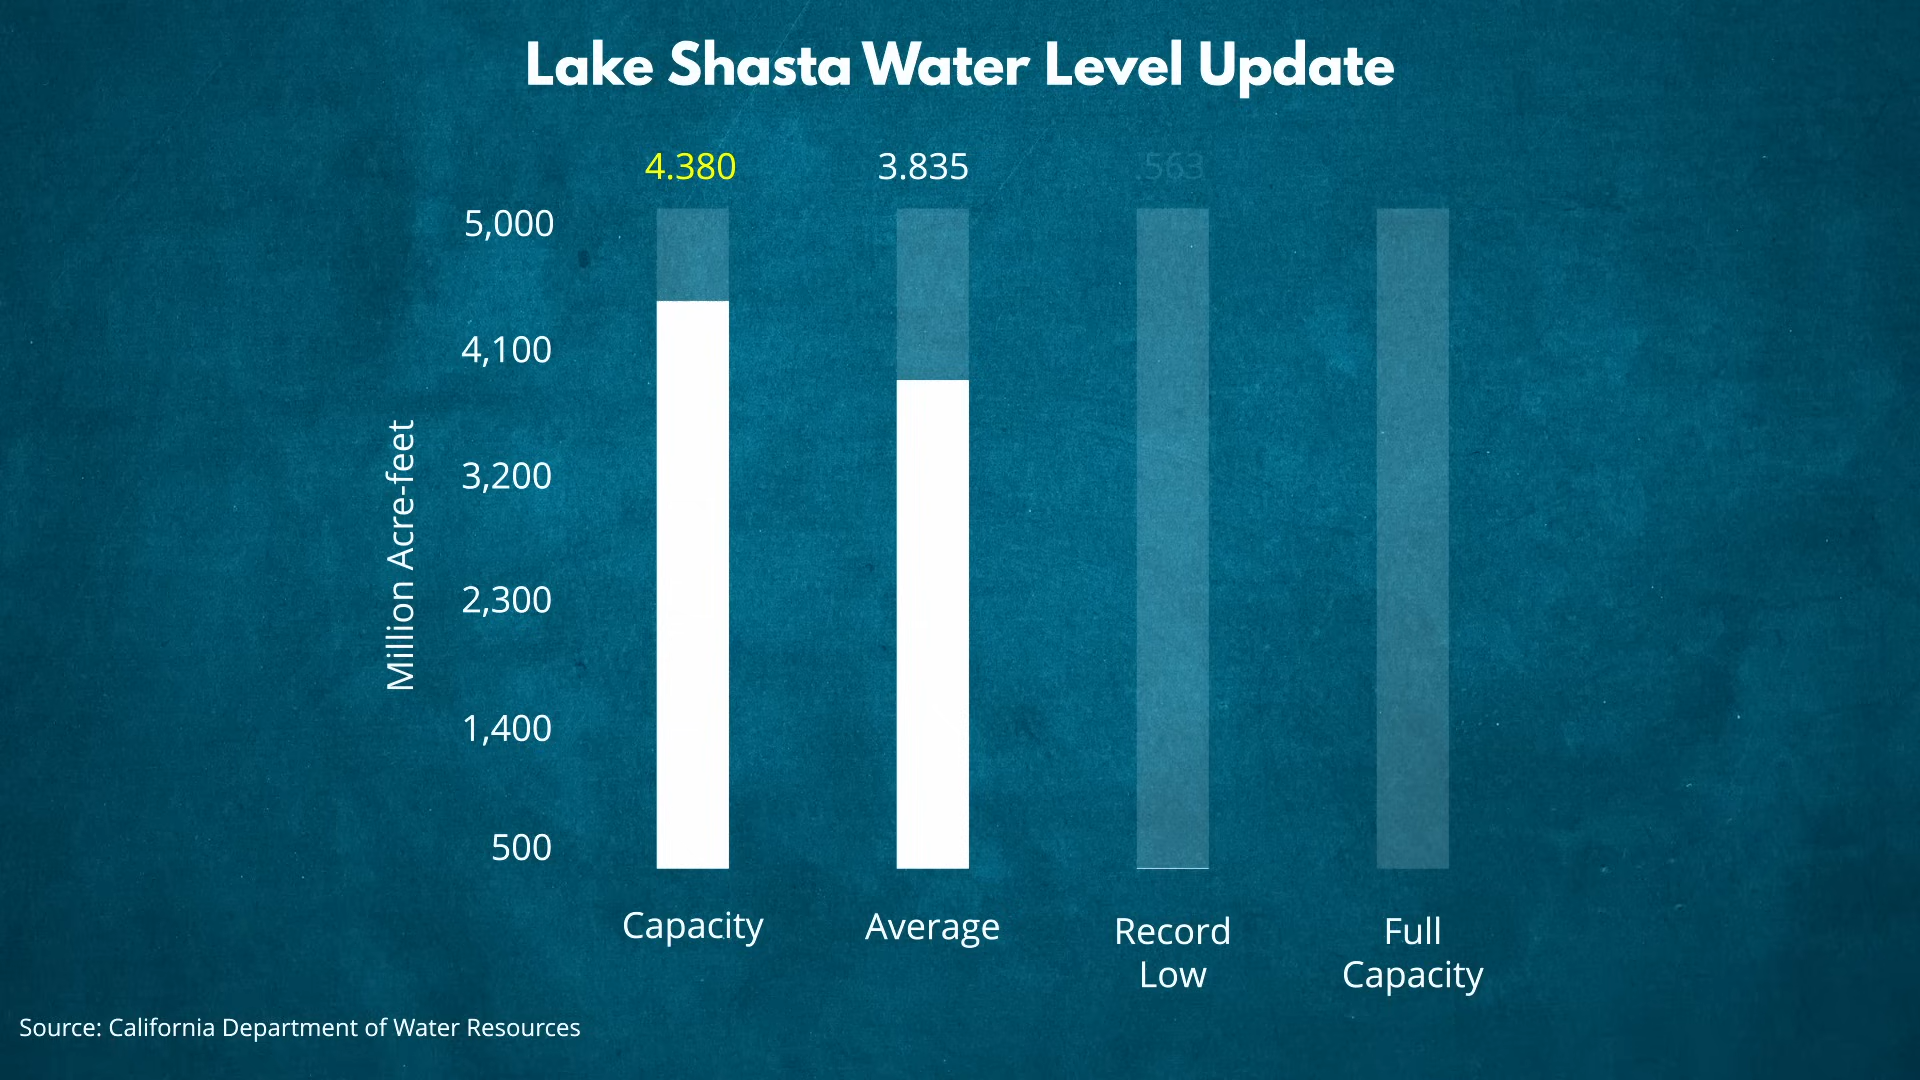 Lake Shasta Water Level Update
4.380
3.835
.563
5,000
4,100
3,200
2,300
1,400
500
Million Acre-feet
Capacity
Average
Record
Low
Full
Capacity
Source: California Department of Water Resources